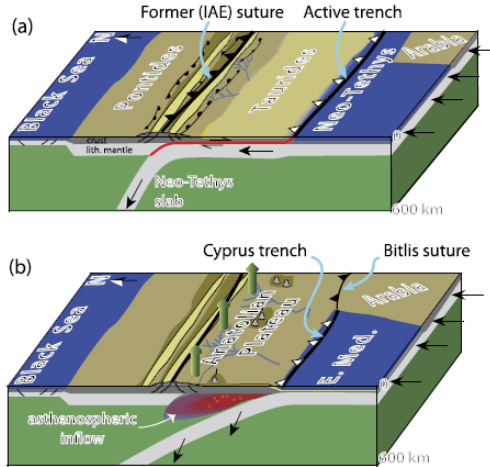 (a)
Former (IAE) suture
Active trench
N
Black Sea
Pontides
Taurides
Neo-Tethys
Arabia
crust
lith. mantle
0
Neo-Tethys
slab
600 km
(b)
Cyprus trench
Bitlis suture
N
Black Sea
Anatolian
Plateau
E. Med.
Arabia
0
asthenospheric
inflow
600 km